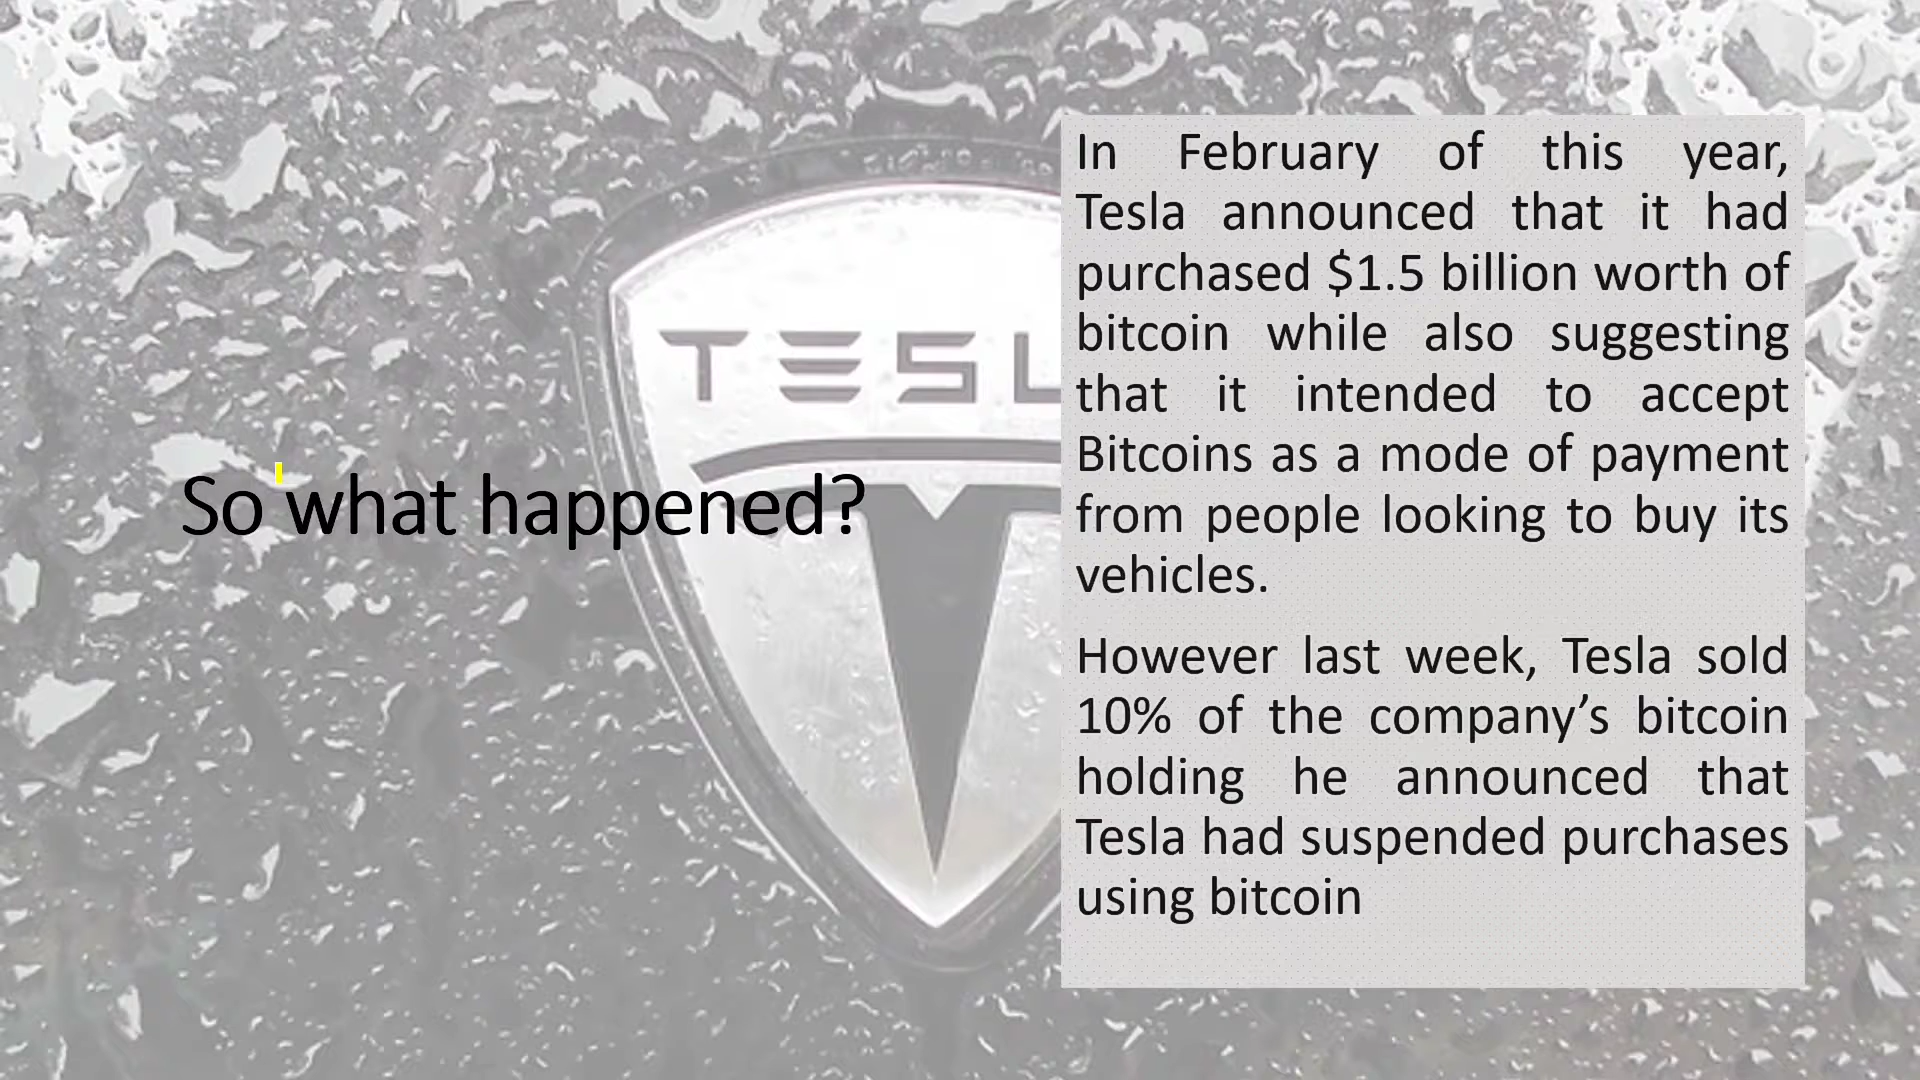 So what happened?
TESL
In February of this year,
Tesla announced that it had
purchased $1.5 billion worth of
bitcoin while also suggesting
that it intended to accept
Bitcoins as a mode of payment
from people looking to buy its
vehicles.
However last week, Tesla sold
10% of the company’s bitcoin
holding he announced that
Tesla had suspended purchases
using bitcoin